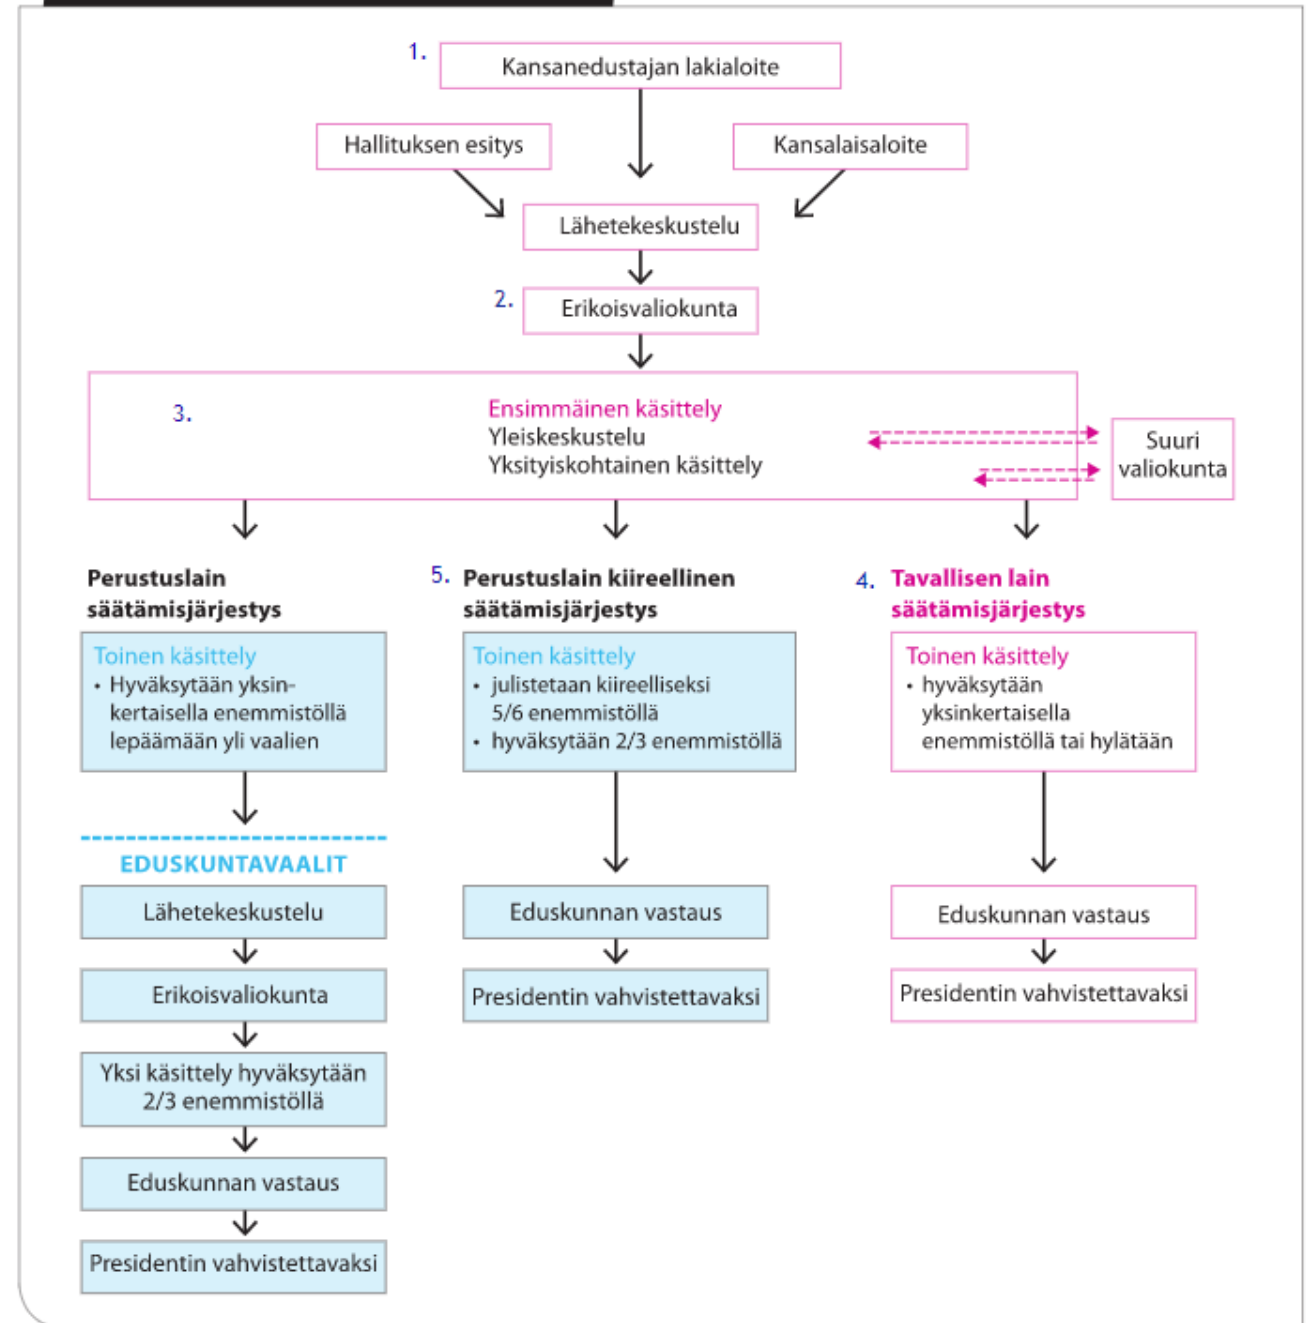 1.
Kansanedustajan lakialoite
Hallituksen esitys
Kansalaisaloite
Lähetekeskustelu
2.
Erikoisvaliokunta
3.
Ensimmäinen käsittely
Yleiskeskustelu
Yksityiskohtainen käsittely
Suuri
valiokunta
Perustuslain
säätämisjärjestys
Toinen käsittely
• Hyväksytään yksin-
kertaisella enemmistöllä
lepäämään yli vaalien
EDUSKUNTAVAALIT
Lähetekeskustelu
Erikoisvaliokunta
Yksi käsittely hyväksytään
2/3 enemmistöllä
Eduskunnan vastaus
Presidentin vahvistettavaksi
5. Perustuslain kiireellinen
säätämisjärjestys
Toinen käsittely
• julistetaan kiireelliseksi
5/6 enemmistöllä
• hyväksytään 2/3 enemmistöllä
Eduskunnan vastaus
Presidentin vahvistettavaksi
4. Tavallisen lain
säätämisjärjestys
Toinen käsittely
• hyväksytään
yksinkertaisella
enemmistöllä tai hylätään
Eduskunnan vastaus
Presidentin vahvistettavaksi